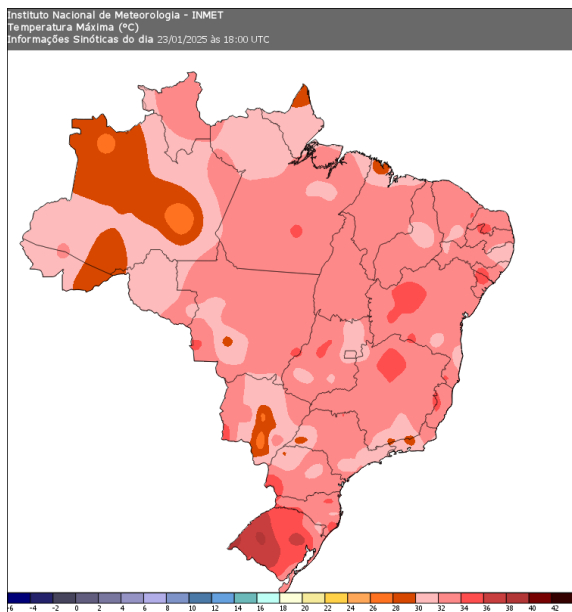 Instituto Nacional de Meteorologia - INMET
Temperatura Máxima (ºC)
Informações Sinóticas do dia 23/01/2025 às 18:00 UTC
-6 -4 -2 0 2 4 6 8 10 12 14 16 18 20 22 24 26 28 30 32 34 36 38 40 42